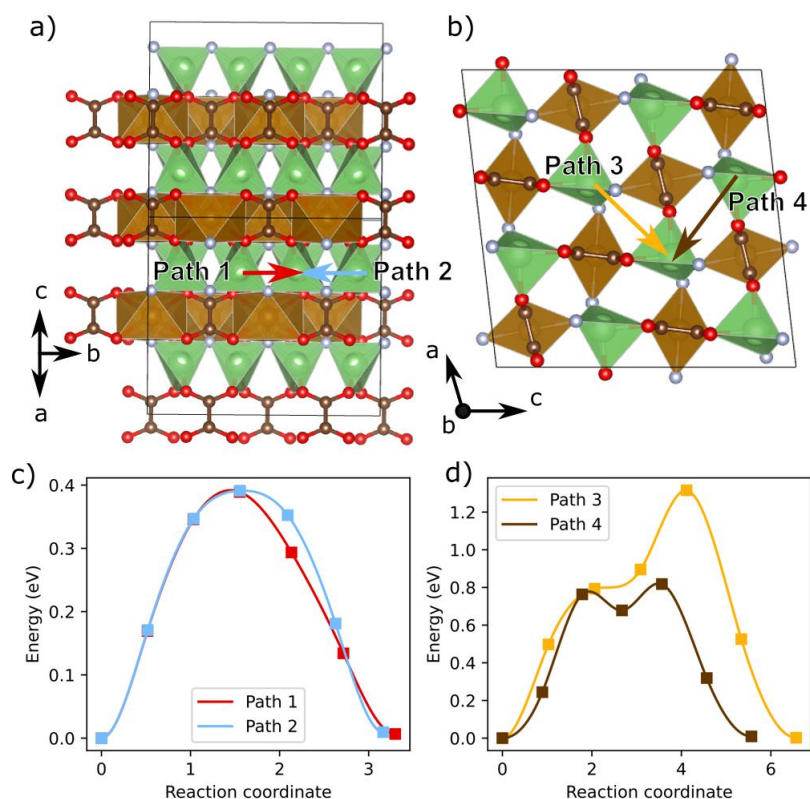 a)
b)
Path 3
Path 4
Path 1
Path 2
c
b
a
a
c
b
c)
d)
0.4
0.3
0.2
0.1
0.0
Energy (eV)
Path 1
Path 2
0
1
2
3
Reaction coordinate
1.2
1.0
0.8
0.6
0.4
0.2
0.0
Energy (eV)
Path 3
Path 4
0
2
4
6
Reaction coordinate